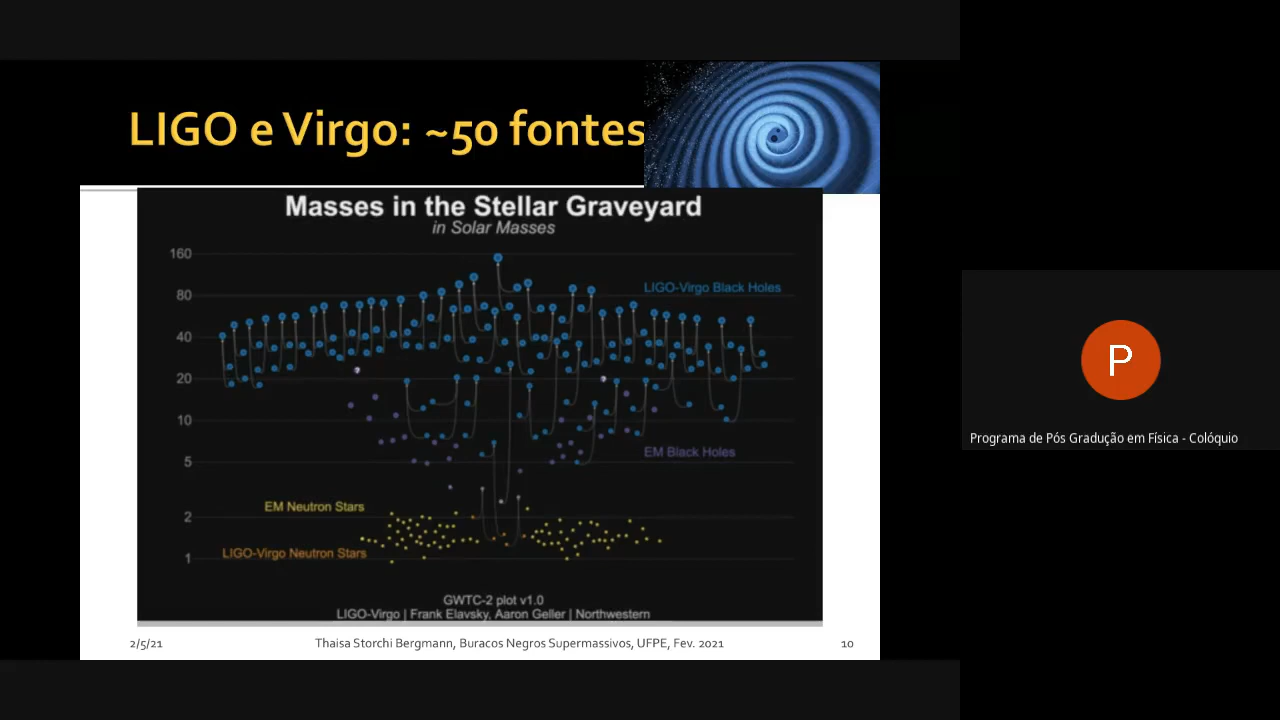 LIGO e Virgo: ~50 fontes
Masses in the Stellar Graveyard
in Solar Masses
160
80
LIGO-Virgo Black Holes
40
20
10
5
EM Black Holes
EM Neutron Stars
2
LIGO-Virgo Neutron Stars
1
GWTC-2 plot v1.0
LIGO-Virgo | Frank Elavsky, Aaron Geller | Northwestern
2/5/21
Thaisa Storchi Bergmann, Buracos Negros Supermassivos, UFPE, Fev. 2021
10
P
Programa de Pós Gradução em Física - Colóquio